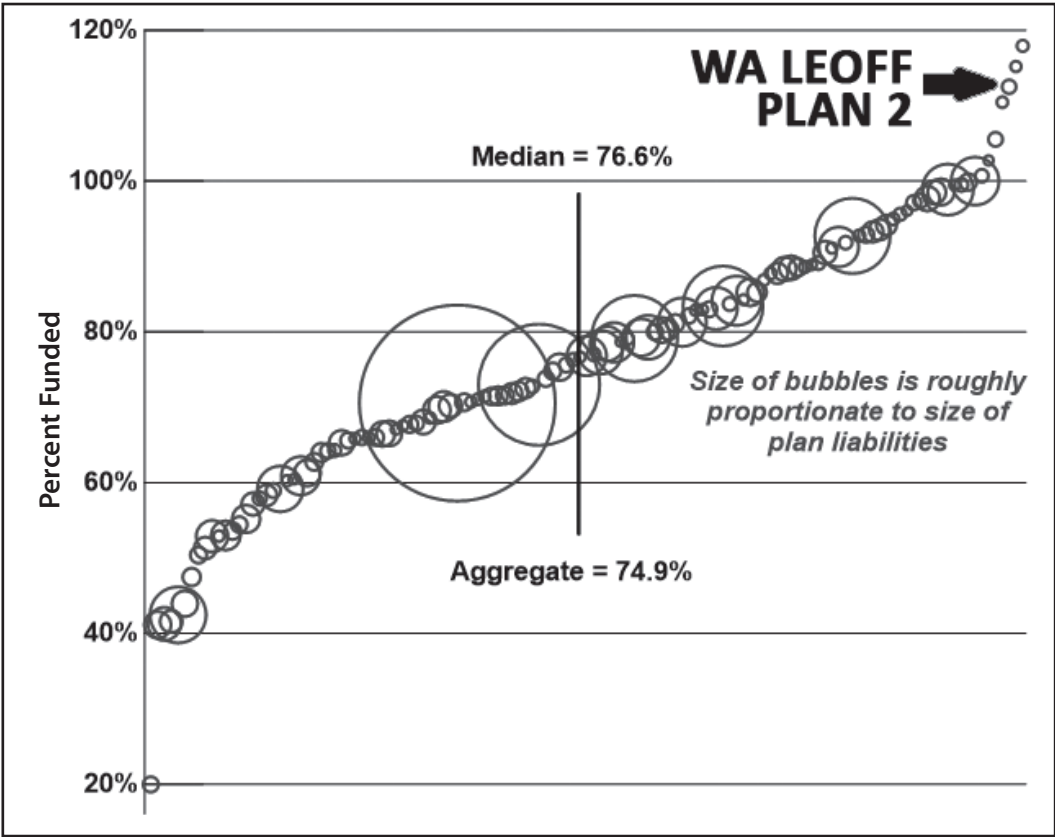 120%
WA LEOFF
PLAN 2
Median = 76.6%
100%
80%
Size of bubbles is roughly
proportionate to size of
plan liabilities
Percent Funded
60%
Aggregate = 74.9%
40%
20%